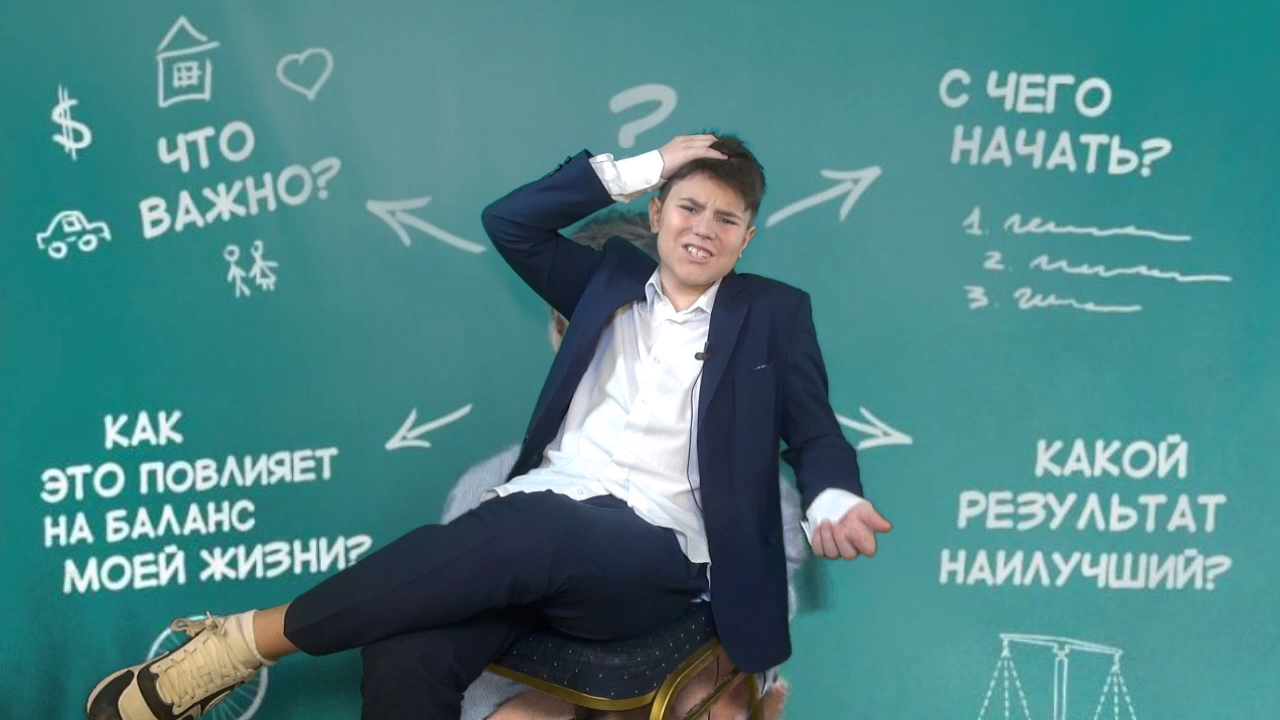 $
ЧТО
ВАЖНО?
?
С ЧЕГО
НАЧАТЬ?
1.
2.
3.
КАК
ЭТО ПОВЛИЯЕТ
НА БАЛАНС
МОЕЙ ЖИЗНИ?
КАКОЙ
РЕЗУЛЬТАТ
НАИЛУЧШИЙ?